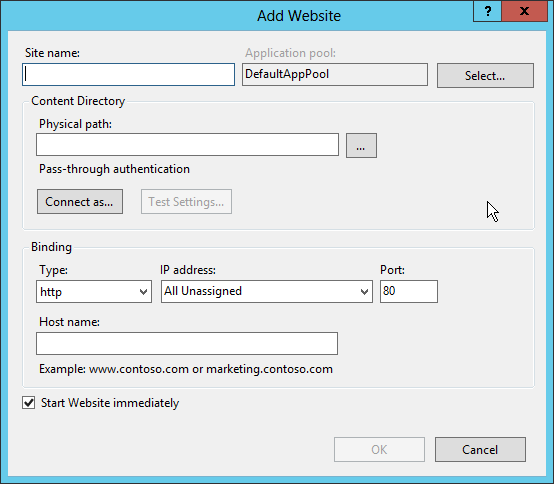 Add Website
?
Site name:
Application pool:
DefaultAppPool
Select...
Content Directory
Physical path:
...
Pass-through authentication
Connect as...
Test Settings...
Binding
Type:
IP address:
Port:
http
All Unassigned
80
Host name:
Example: www.contoso.com or marketing.contoso.com
Start Website immediately
OK
Cancel